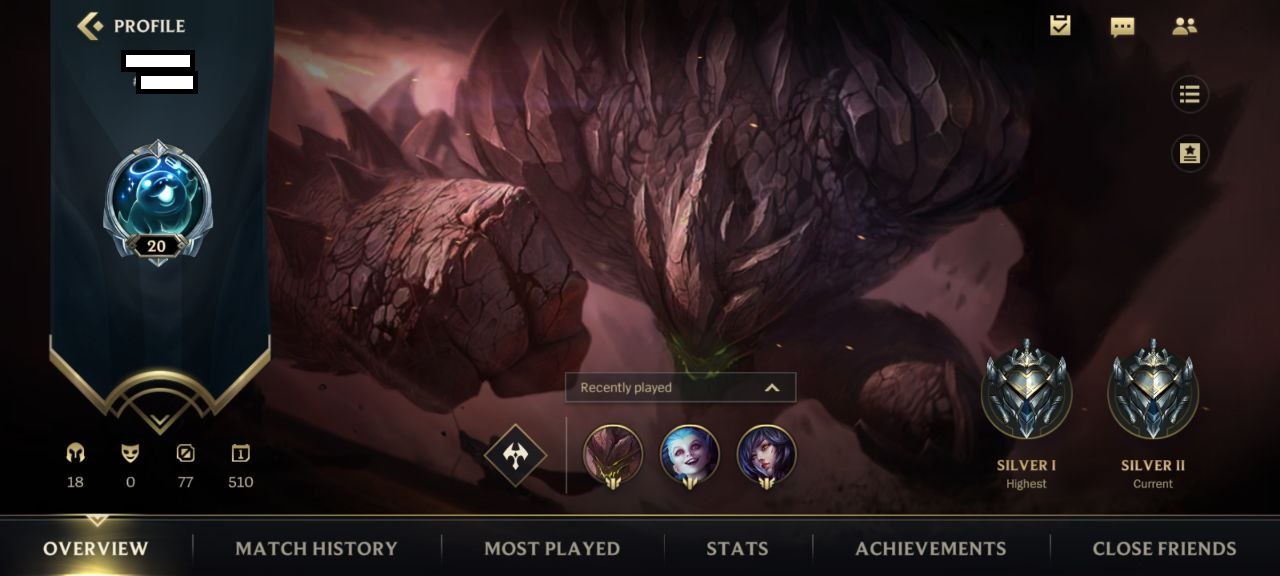 PROFILE
20
Recently played
18
0
77
1
510
SILVER I
Highest
SILVER II
Current
OVERVIEW
MATCH HISTORY
MOST PLAYED
STATS
ACHIEVEMENTS
CLOSE FRIENDS